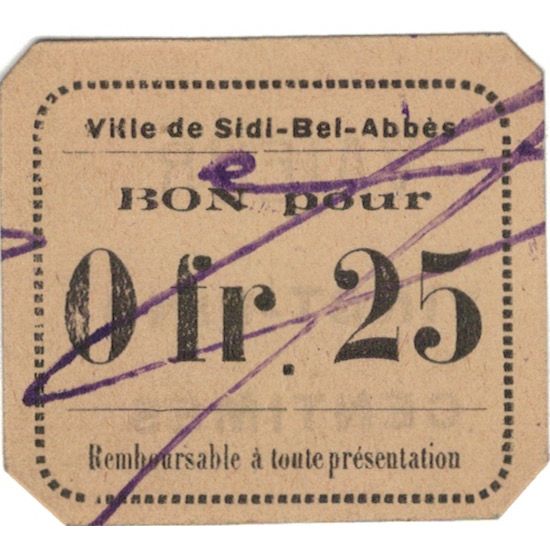 Ville de Sidi-Bel-Abbès
BON pour
0 fr. 25
Remboursable à toute présentation